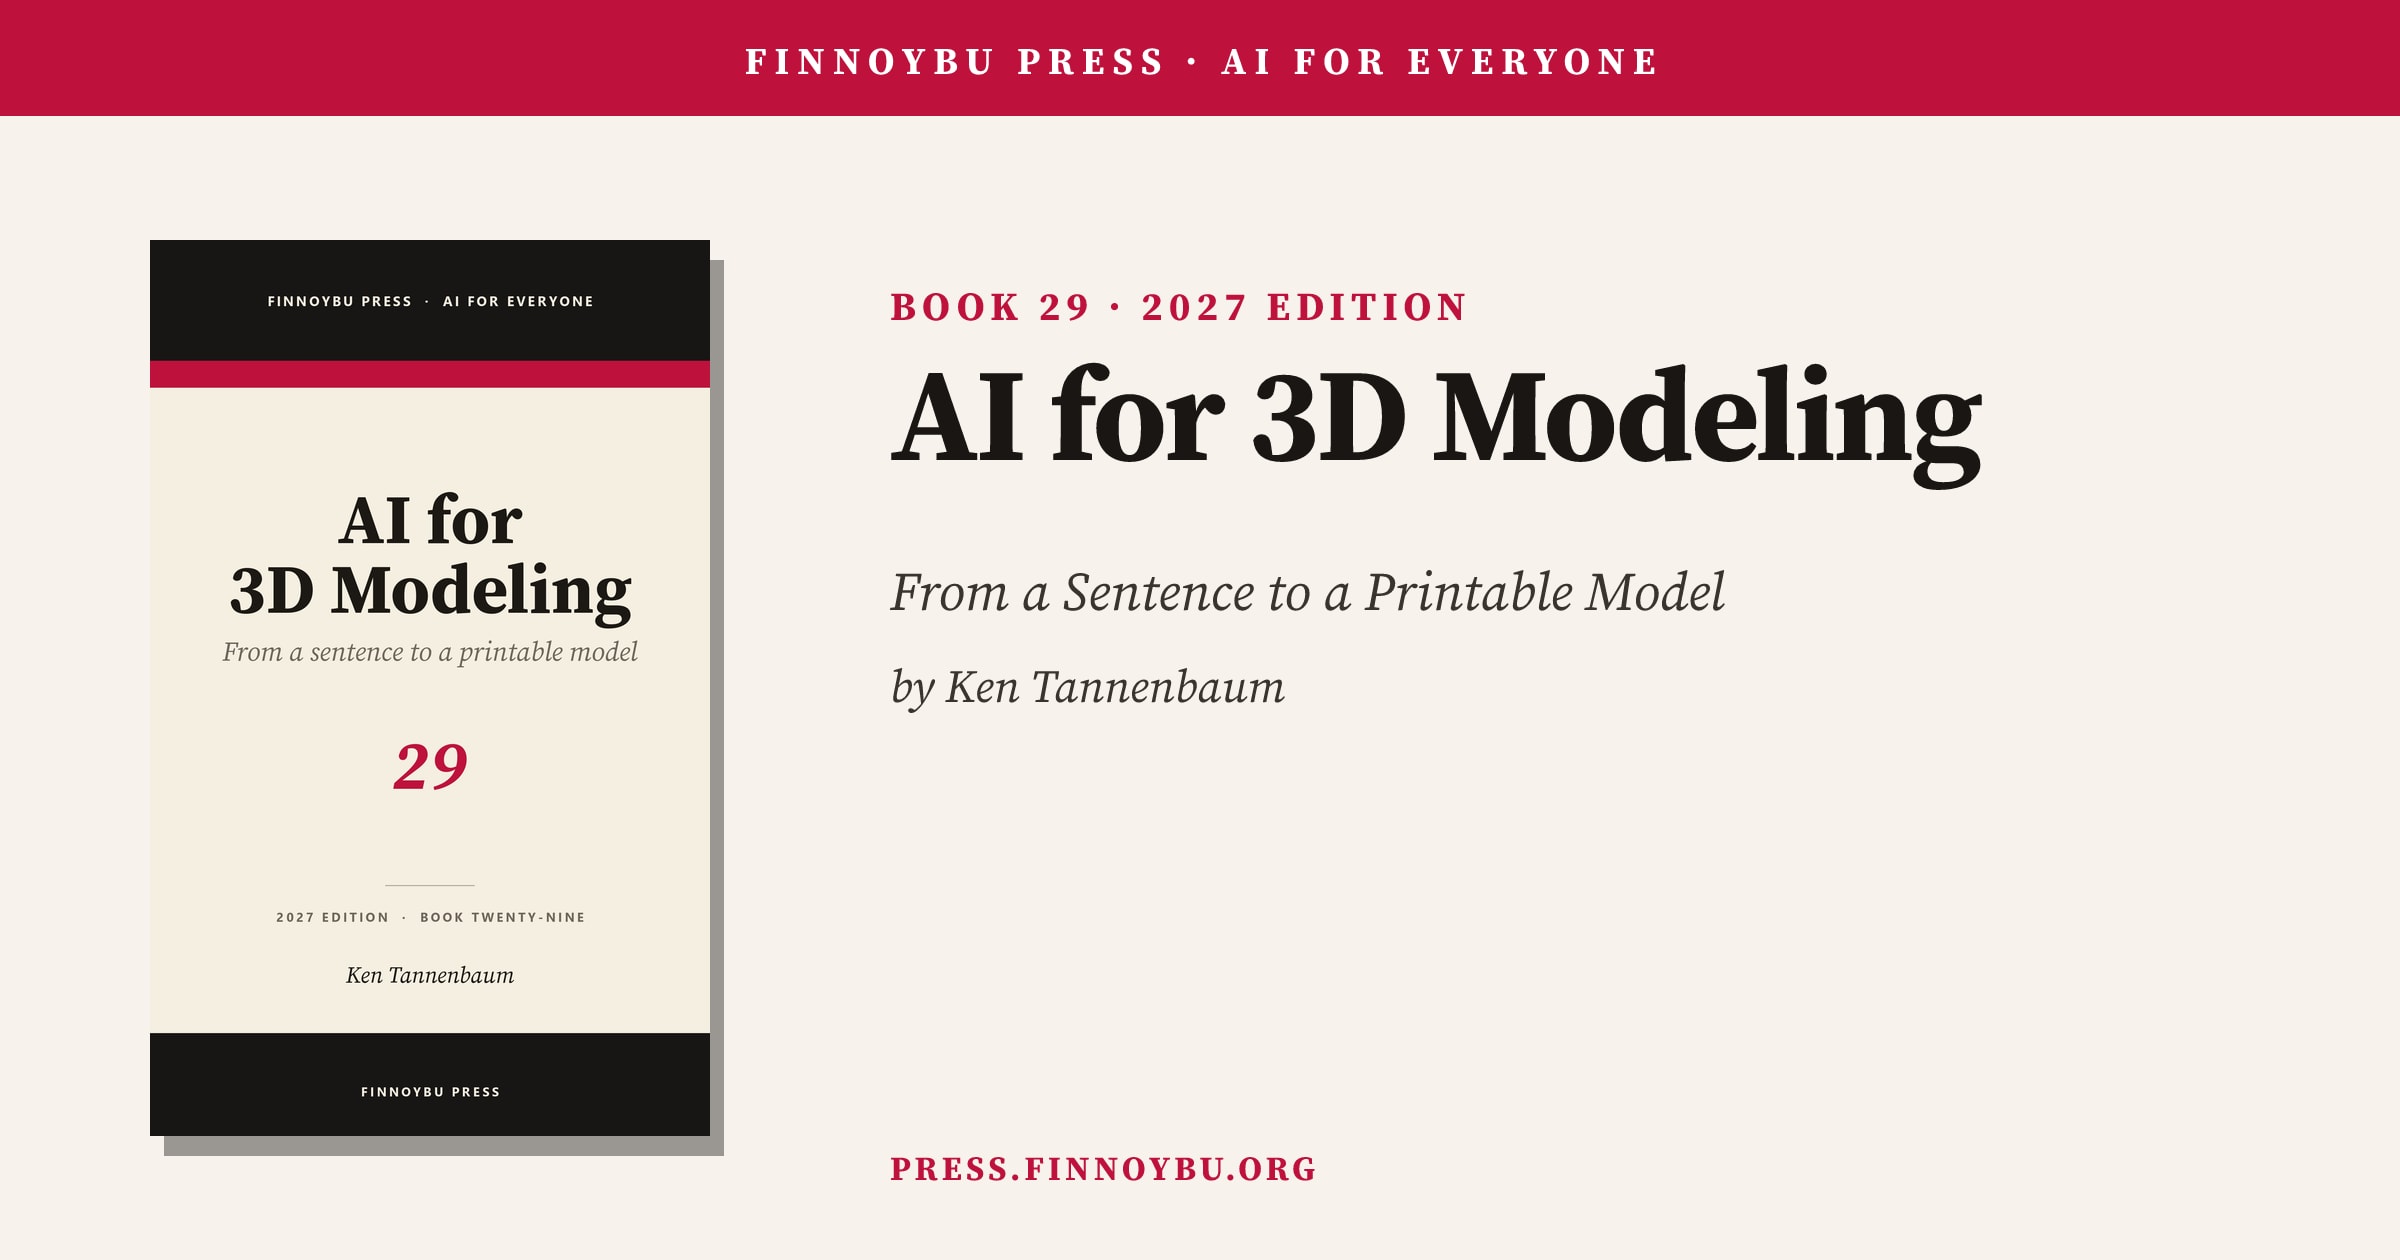 FINNOYBU PRESS · AI FOR EVERYONE
FINNOYBU PRESS · AI FOR EVERYONE
AI for
3D Modeling
From a sentence to a printable model
29
2027 EDITION · BOOK TWENTY-NINE
Ken Tannenbaum
FINNOYBU PRESS
BOOK 29 · 2027 EDITION
AI for 3D Modeling
From a Sentence to a Printable Model
by Ken Tannenbaum
PRESS.FINNOYBU.ORG